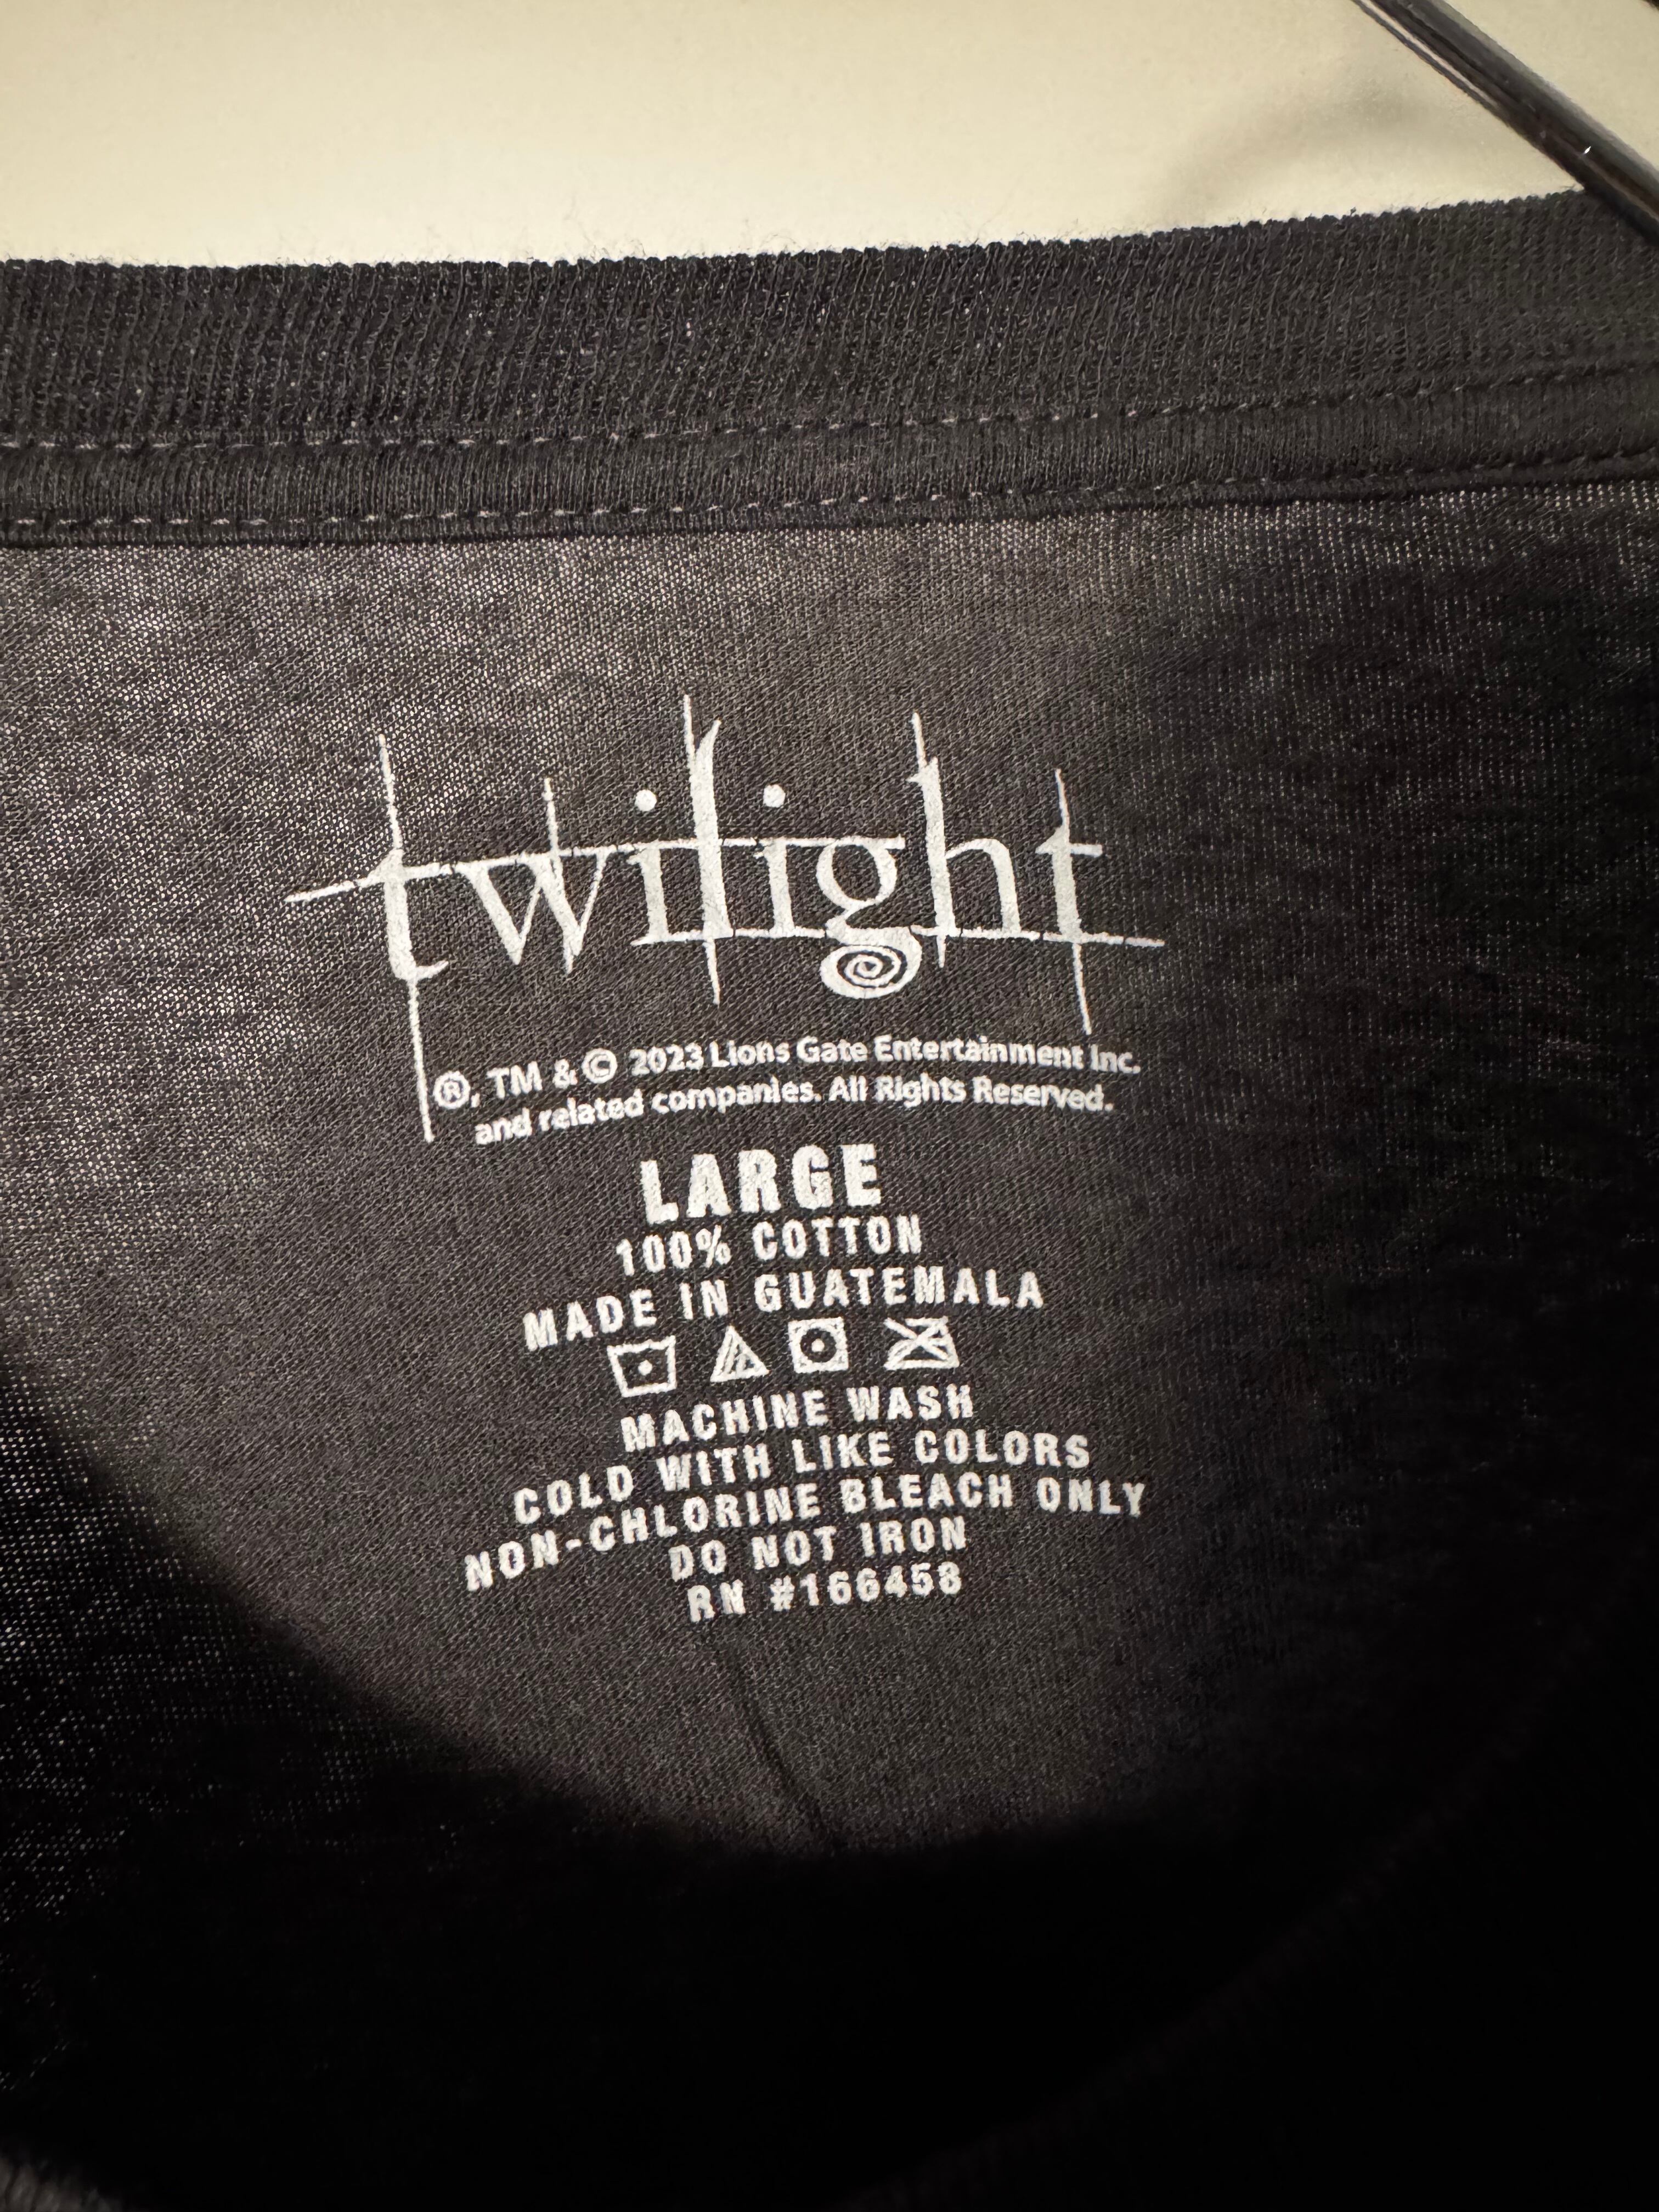 twilight
®, TM & © 2023 Lions Gate Entertainment Inc.
and related companies. All Rights Reserved.
LARGE
100% COTTON
MADE IN GUATEMALA
MACHINE WASH
COLD WITH LIKE COLORS
NON-CHLORINE BLEACH ONLY
DO NOT IRON
RN #166458